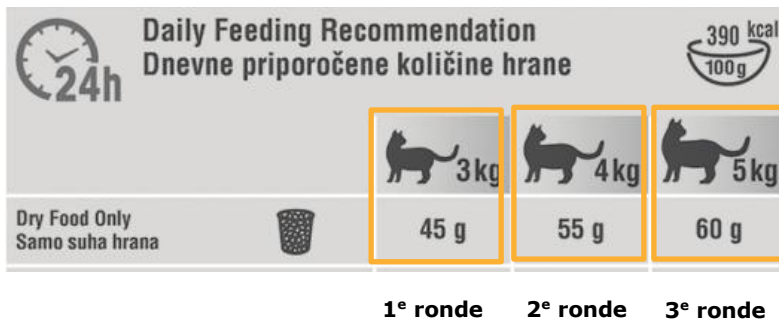 24h
Daily Feeding Recommendation
Dnevne priporočene količine hrane
390 kcal
100 g
3 kg 4 kg 5 kg
Dry Food Only
Samo suha hrana
45 g 55 g 60 g
1e ronde 2e ronde 3e ronde